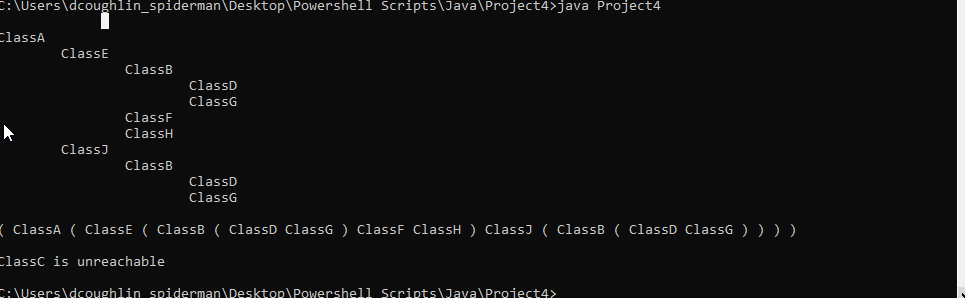 C:\Users\dcoughlin_spiderman\Desktop\Powershell Scripts\Java\Project4>java Project4
ClassA
ClassE
ClassB
ClassD
ClassG
ClassF
ClassH
ClassJ
ClassB
ClassD
ClassG
( ClassA ( ClassE ( ClassB ( ClassD ClassG ) ClassF ClassH ) ClassJ ( ClassB ( ClassD ClassG ) ) ) )
ClassC is unreachable
C:\Users\dcoughlin_spiderman\Desktop\Powershell Scripts\Java\Project4>